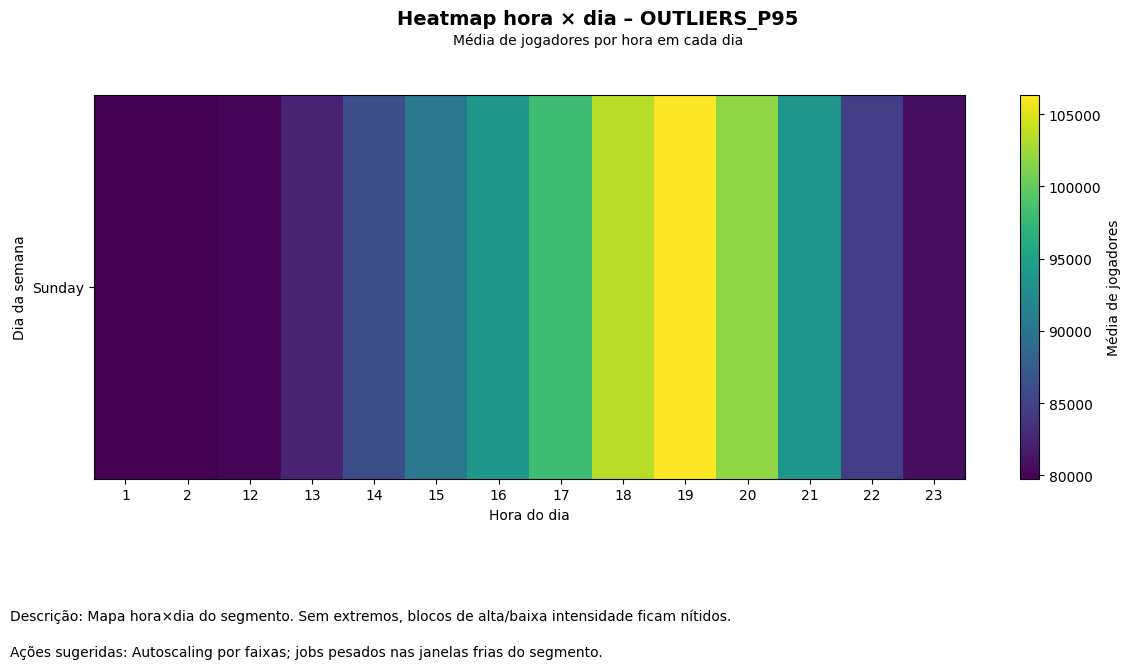 Heatmap hora × dia – OUTLIERS_P95
Média de jogadores por hora em cada dia
Dia da semana
Sunday
1 2 12 13 14 15 16 17 18 19 20 21 22 23
Hora do dia
105000
100000
95000
90000
85000
80000
Média de jogadores
Descrição: Mapa hora×dia do segmento. Sem extremos, blocos de alta/baixa intensidade ficam nítidos.
Ações sugeridas: Autoscaling por faixas; jobs pesados nas janelas frias do segmento.